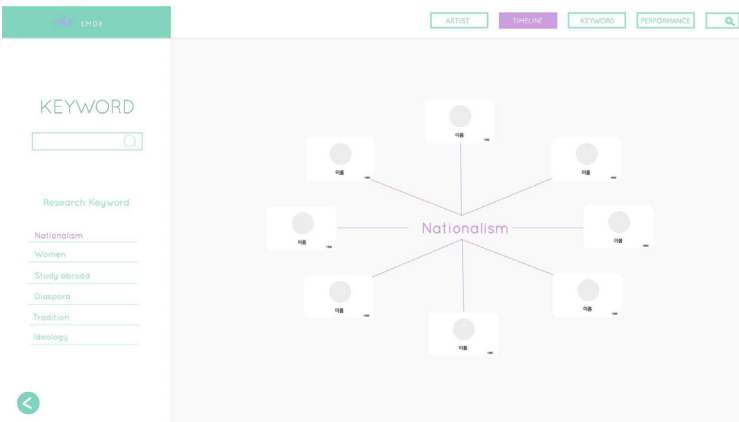 EMDB
ARTIST
TIMELINE
KEYWORD
PERFORMANCE
KEYWORD
Research Keyword
Nationalism
Women
Study abroad
Diaspora
Tradition
Ideology
이름
이름
이름
이름
Nationalism
이름
이름
이름
이름